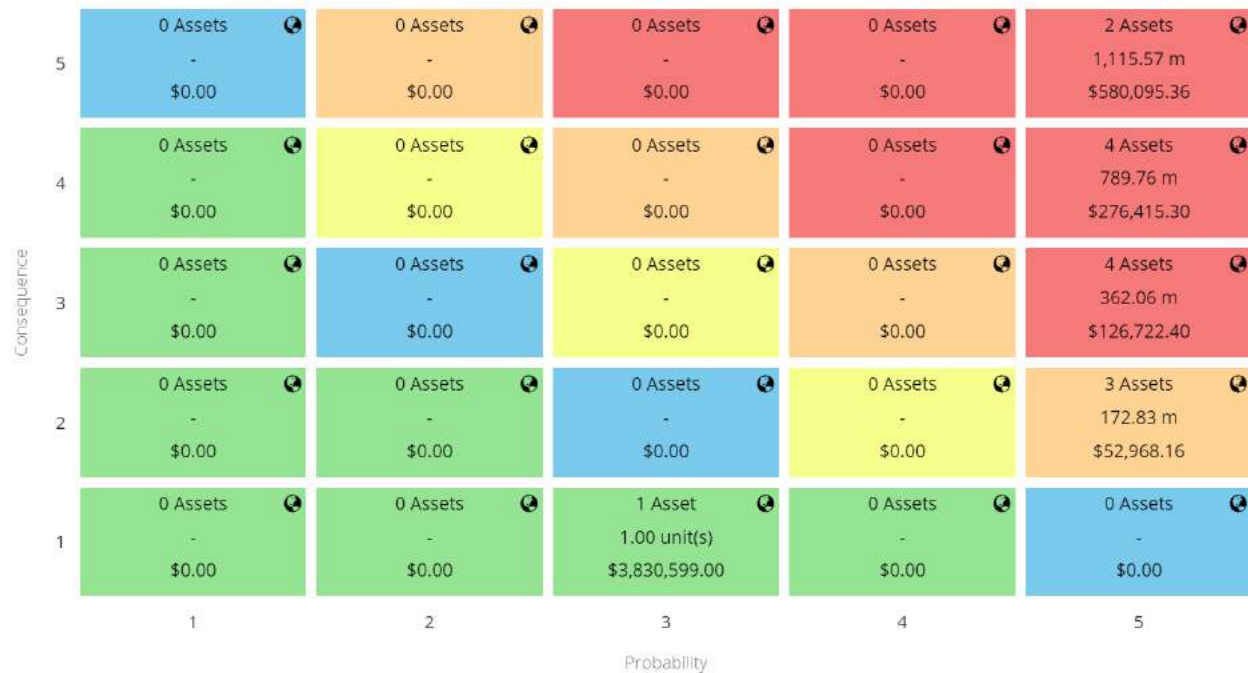 5
0 Assets
-
$0.00
0 Assets
-
$0.00
0 Assets
-
$0.00
0 Assets
-
$0.00
2 Assets
1,115.57 m
$580,095.36
4
0 Assets
-
$0.00
0 Assets
-
$0.00
0 Assets
-
$0.00
0 Assets
-
$0.00
4 Assets
789.76 m
$276,415.30
Consequence
3
0 Assets
-
$0.00
0 Assets
-
$0.00
0 Assets
-
$0.00
0 Assets
-
$0.00
4 Assets
362.06 m
$126,722.40
2
0 Assets
-
$0.00
0 Assets
-
$0.00
0 Assets
-
$0.00
0 Assets
-
$0.00
3 Assets
172.83 m
$52,968.16
1
0 Assets
-
$0.00
0 Assets
-
$0.00
1 Asset
1.00 unit(s)
$3,830,599.00
0 Assets
-
$0.00
0 Assets
-
$0.00
1
2
3
4
5
Probability